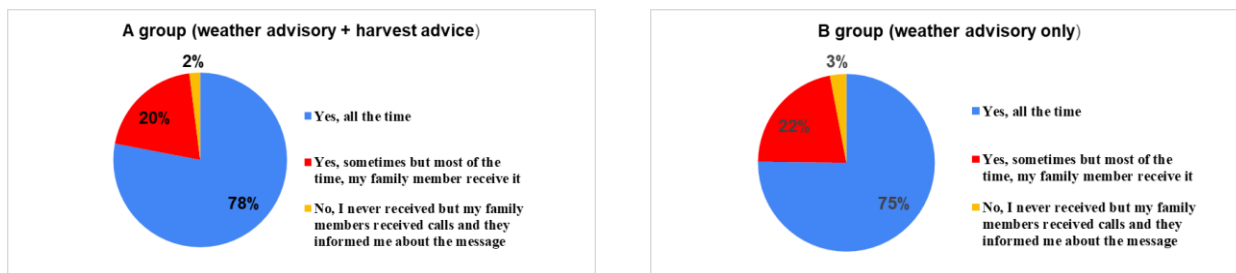 A group (weather advisory + harvest advice)
2%
20%
78%
Yes, all the time
Yes, sometimes but most of the
time, my family member receive it
No, I never received but my family
members received calls and they
informed me about the message
B group (weather advisory only)
3%
22%
75%
Yes, all the time
Yes, sometimes but most of the
time, my family member receive it
No, I never received but my family
members received calls and they
informed me about the message